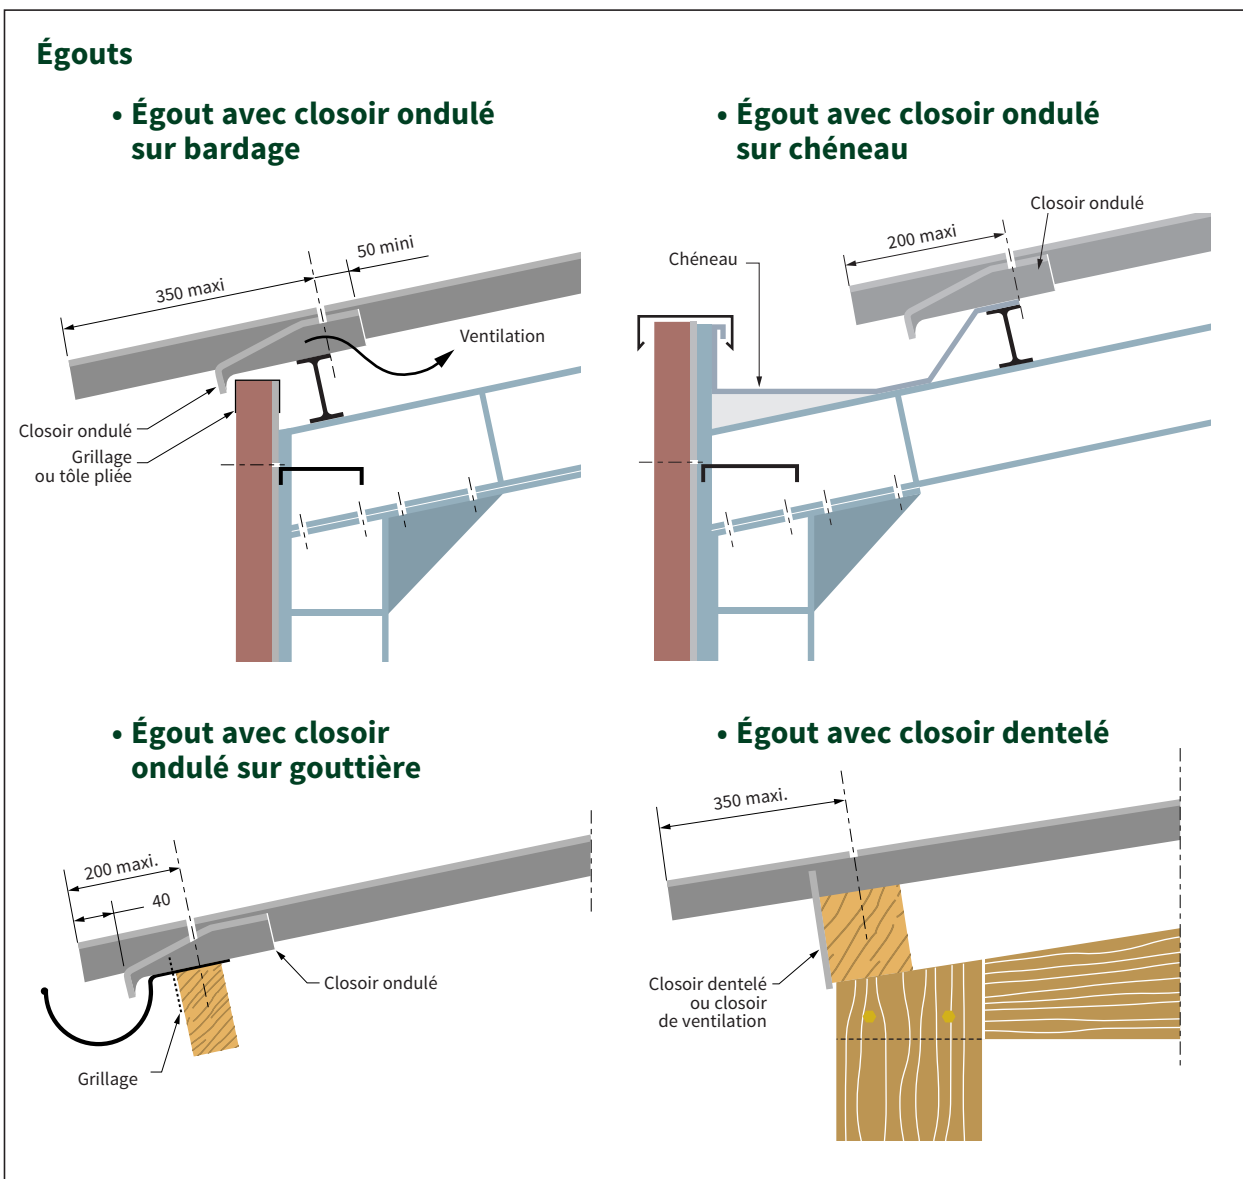 Égouts
• Égout avec closoir ondulé
sur bardage
350 maxi
50 mini
Ventilation
Closoir ondulé
Grillage
ou tôle pliée
• Égout avec closoir ondulé
sur chéneau
Closoir ondulé
200 maxi
Chéneau
• Égout avec closoir
ondulé sur gouttière
200 maxi.
40
Closoir ondulé
Grillage
• Égout avec closoir dentelé
350 maxi.
Closoir dentelé
ou closoir
de ventilation